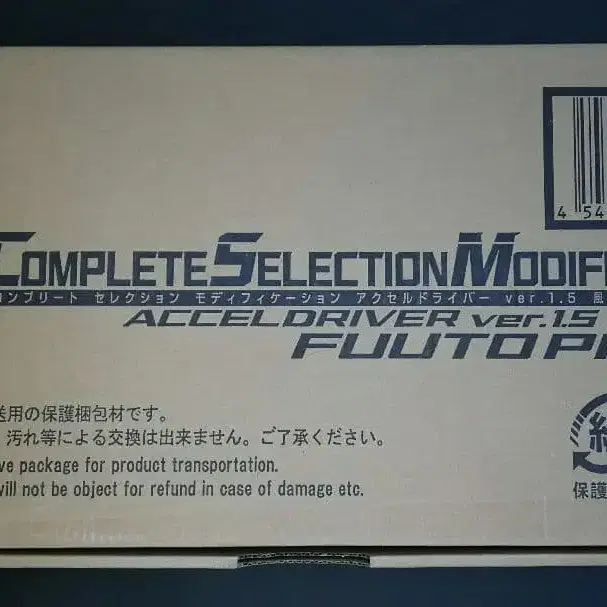 4 54
COMPLETE SELECTION MODIF
ンプリート セレクション モディフィケーション アクセルドライバー ver.1.5 風
ACCELDRIVER ver.1.5
FUUTO P
送用の保護梱包材です。
汚れ等による交換は出来ません。ご了承ください。
ve package for product transportation.
will not be object for refund in case of damage etc.
紙
保護